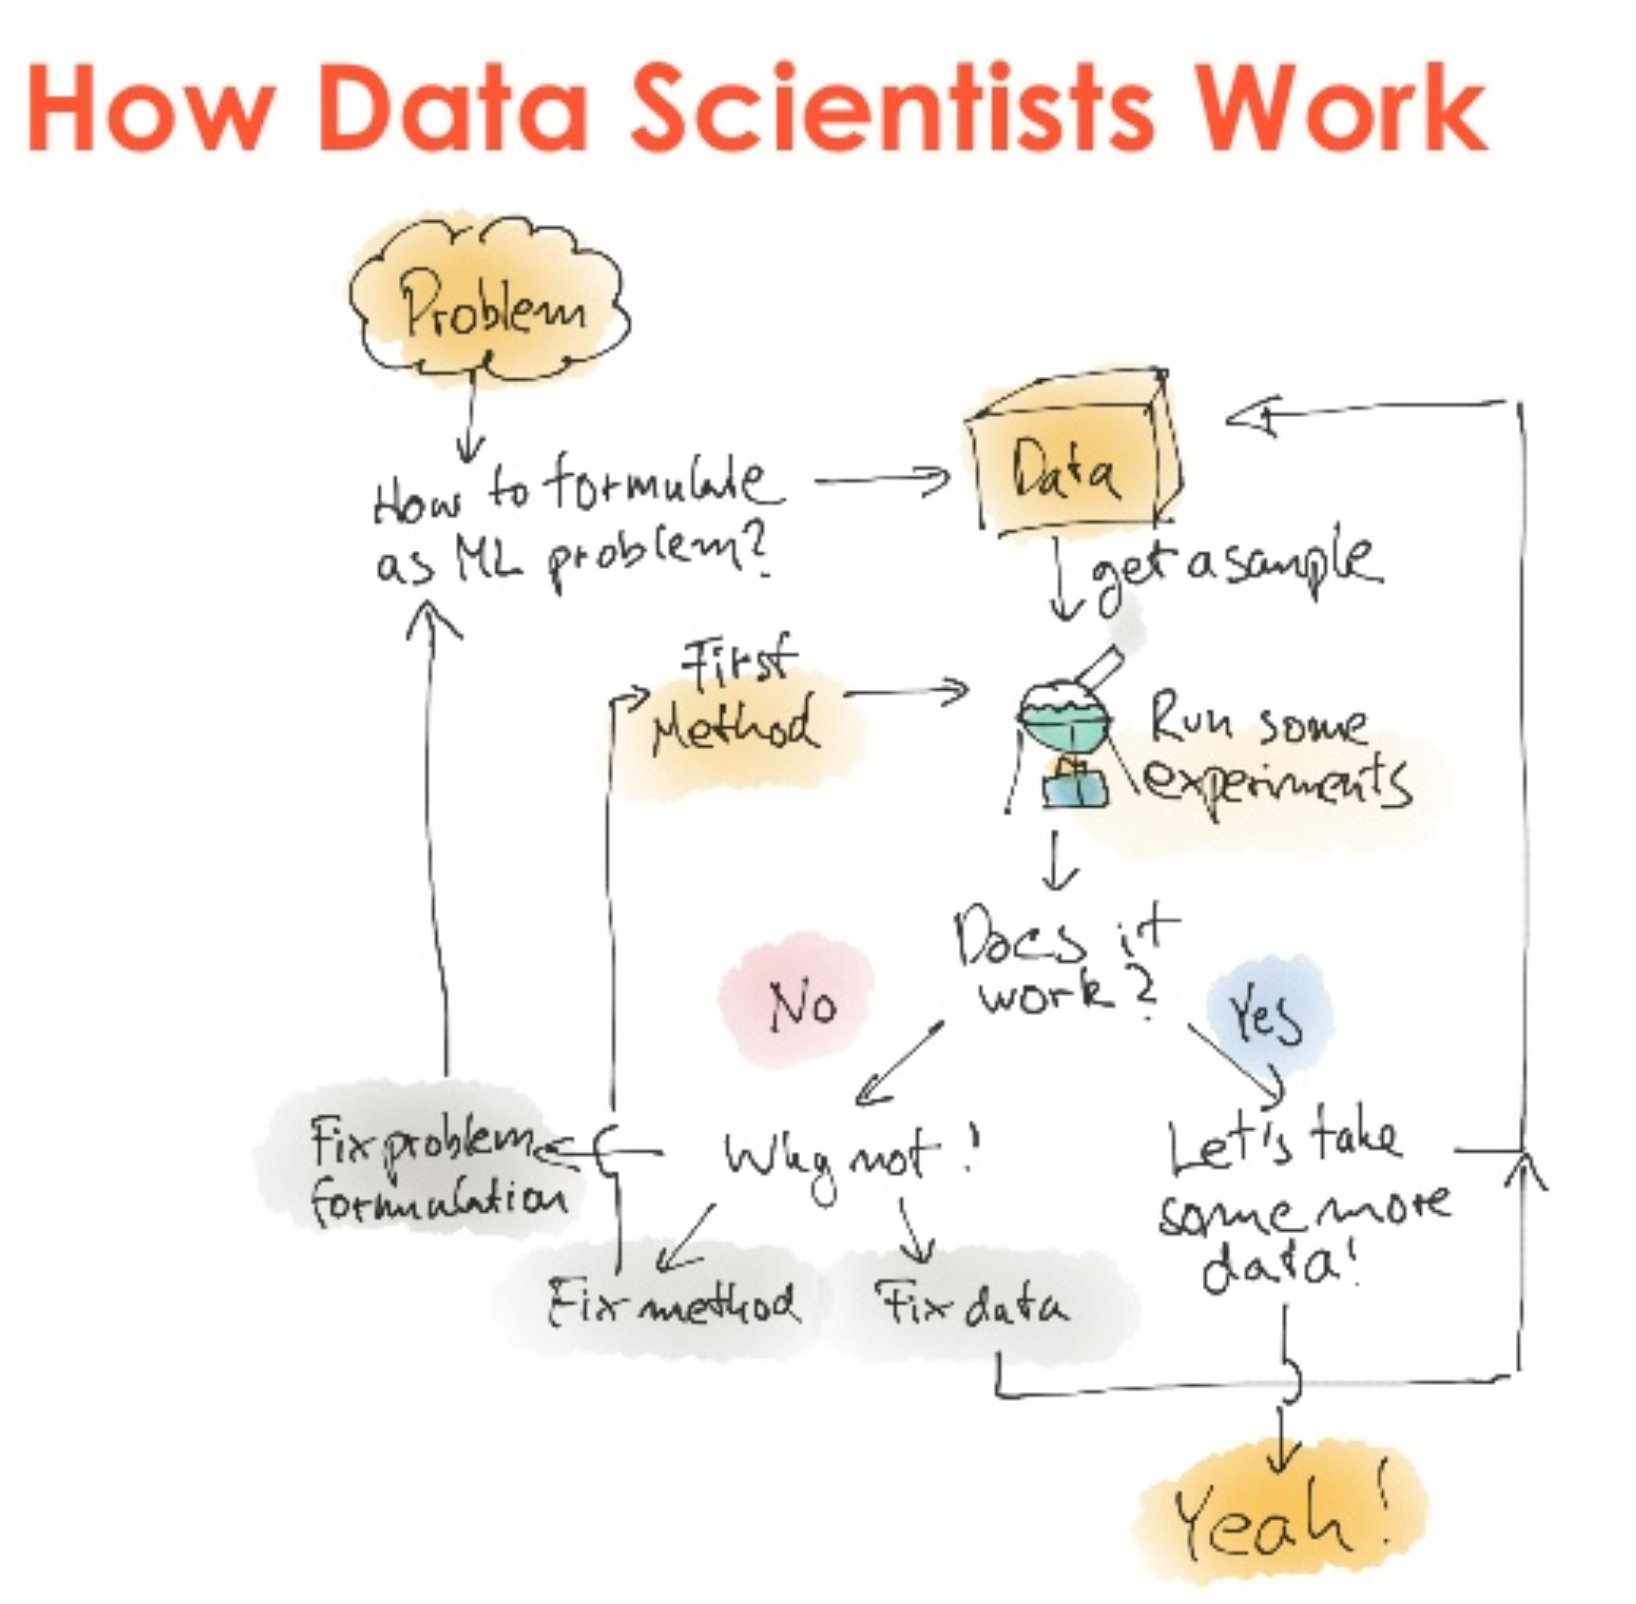 How Data Scientists Work
Problem
How to formulate
as ML problem?
Data
get a sample
First
Method
Run some
experiments
Does it
work?
No
Yes
Why not!
Fix problem
formulation
Fix method
Fix data
Let's take
some more
data!
Yeah!